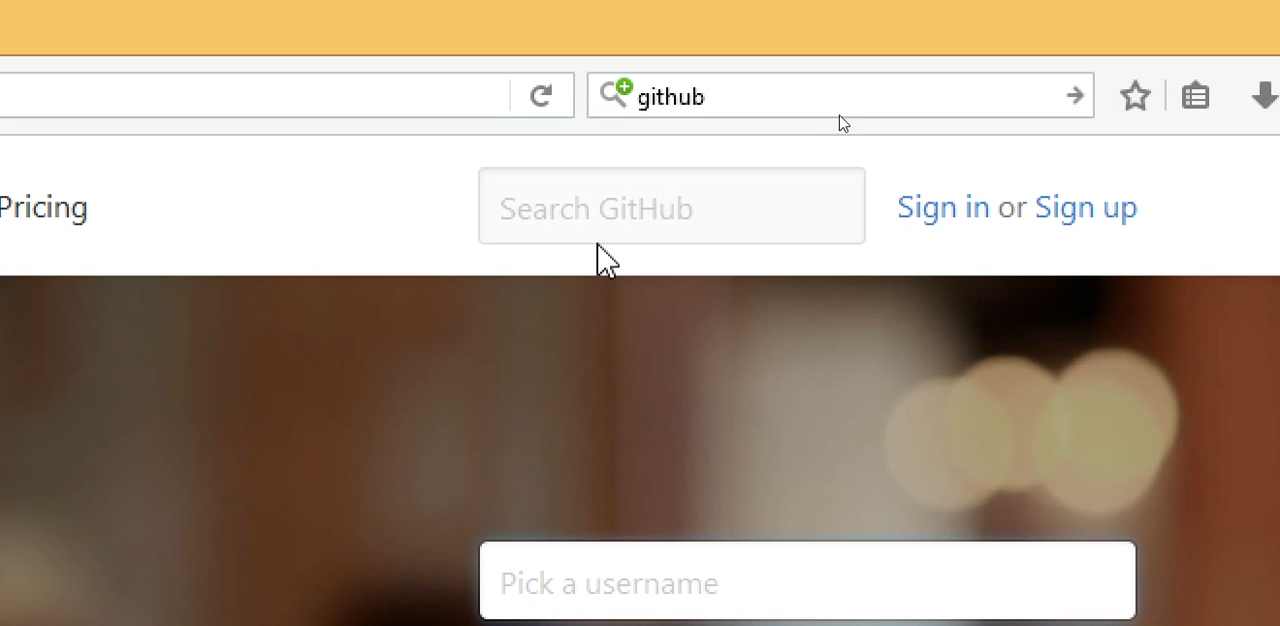 github
Pricing
Search GitHub
Sign in or Sign up
Pick a username